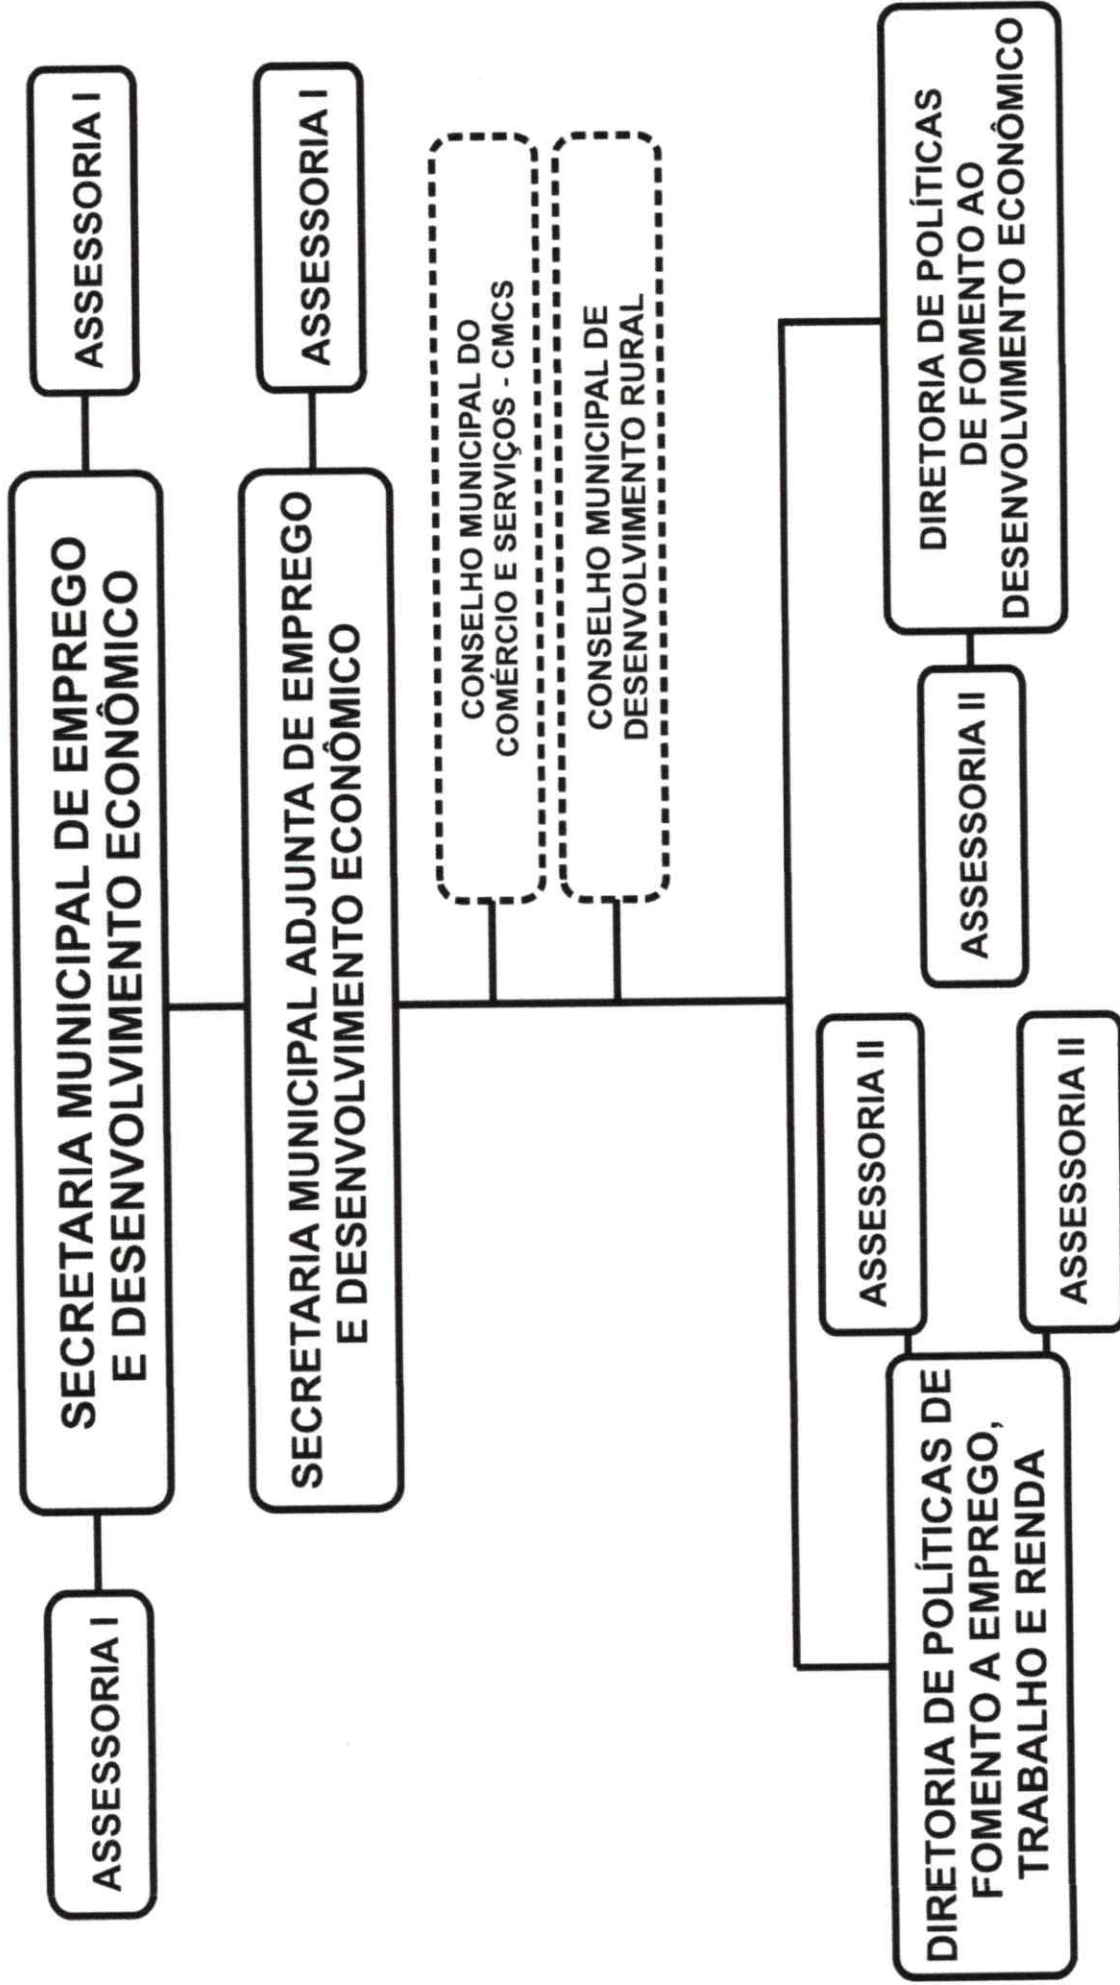 ASSESSORIA I
SECRETARIA MUNICIPAL DE EMPREGO
E DESENVOLVIMENTO ECONÔMICO
ASSESSORIA I
SECRETARIA MUNICIPAL ADJUNTA DE EMPREGO
E DESENVOLVIMENTO ECONÔMICO
ASSESSORIA I
CONSELHO MUNICIPAL DO
COMÉRCIO E SERVIÇOS - CMCS
CONSELHO MUNICIPAL DE
DESENVOLVIMENTO RURAL
DIRETORIA DE POLÍTICAS DE
FOMENTO A EMPREGO,
TRABALHO E RENDA
ASSESSORIA II
ASSESSORIA II
ASSESSORIA II
DIRETORIA DE POLÍTICAS
DE FOMENTO AO
DESENVOLVIMENTO ECONÔMICO